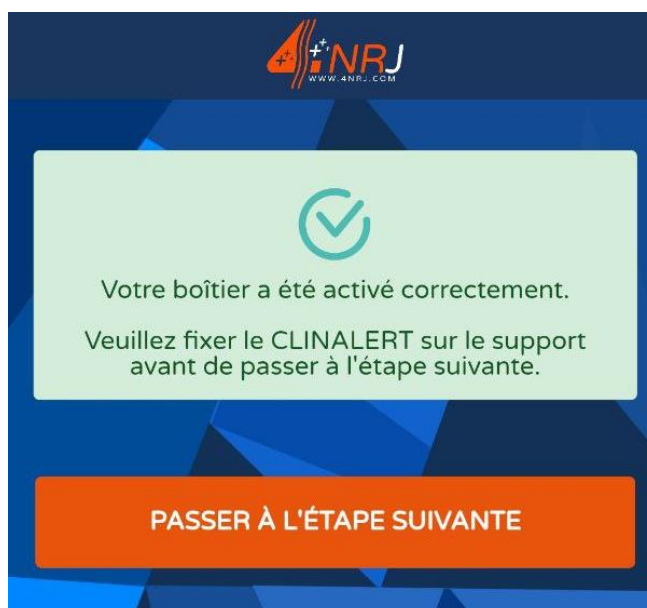 4NRJ
WWW.4NRJ.COM
Votre boîtier a été activé correctement.
Veuillez fixer le CLINALERT sur le support
avant de passer à l'étape suivante.
PASSER À L'ÉTAPE SUIVANTE